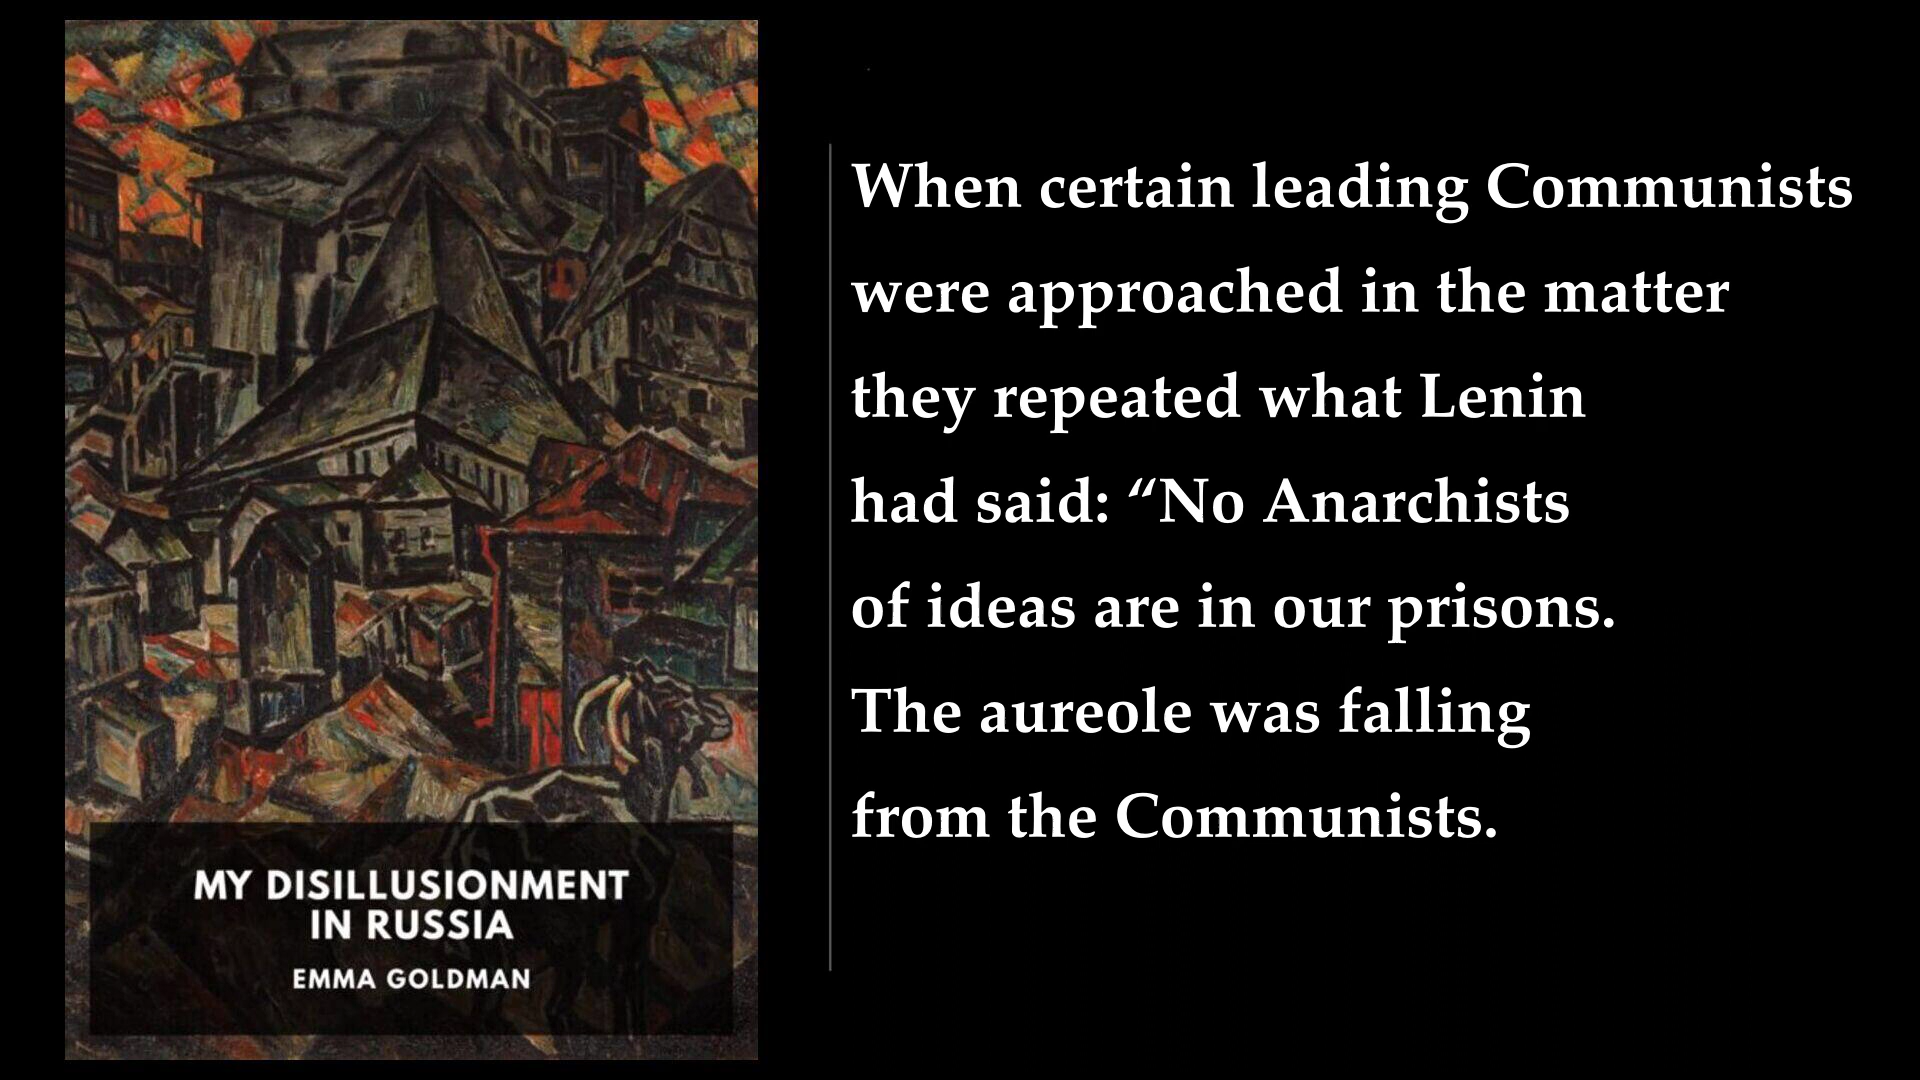 MY DISILLUSIONMENT
IN RUSSIA
EMMA GOLDMAN
When certain leading Communists
were approached in the matter
they repeated what Lenin
had said: “No Anarchists
of ideas are in our prisons.
The aureole was falling
from the Communists.